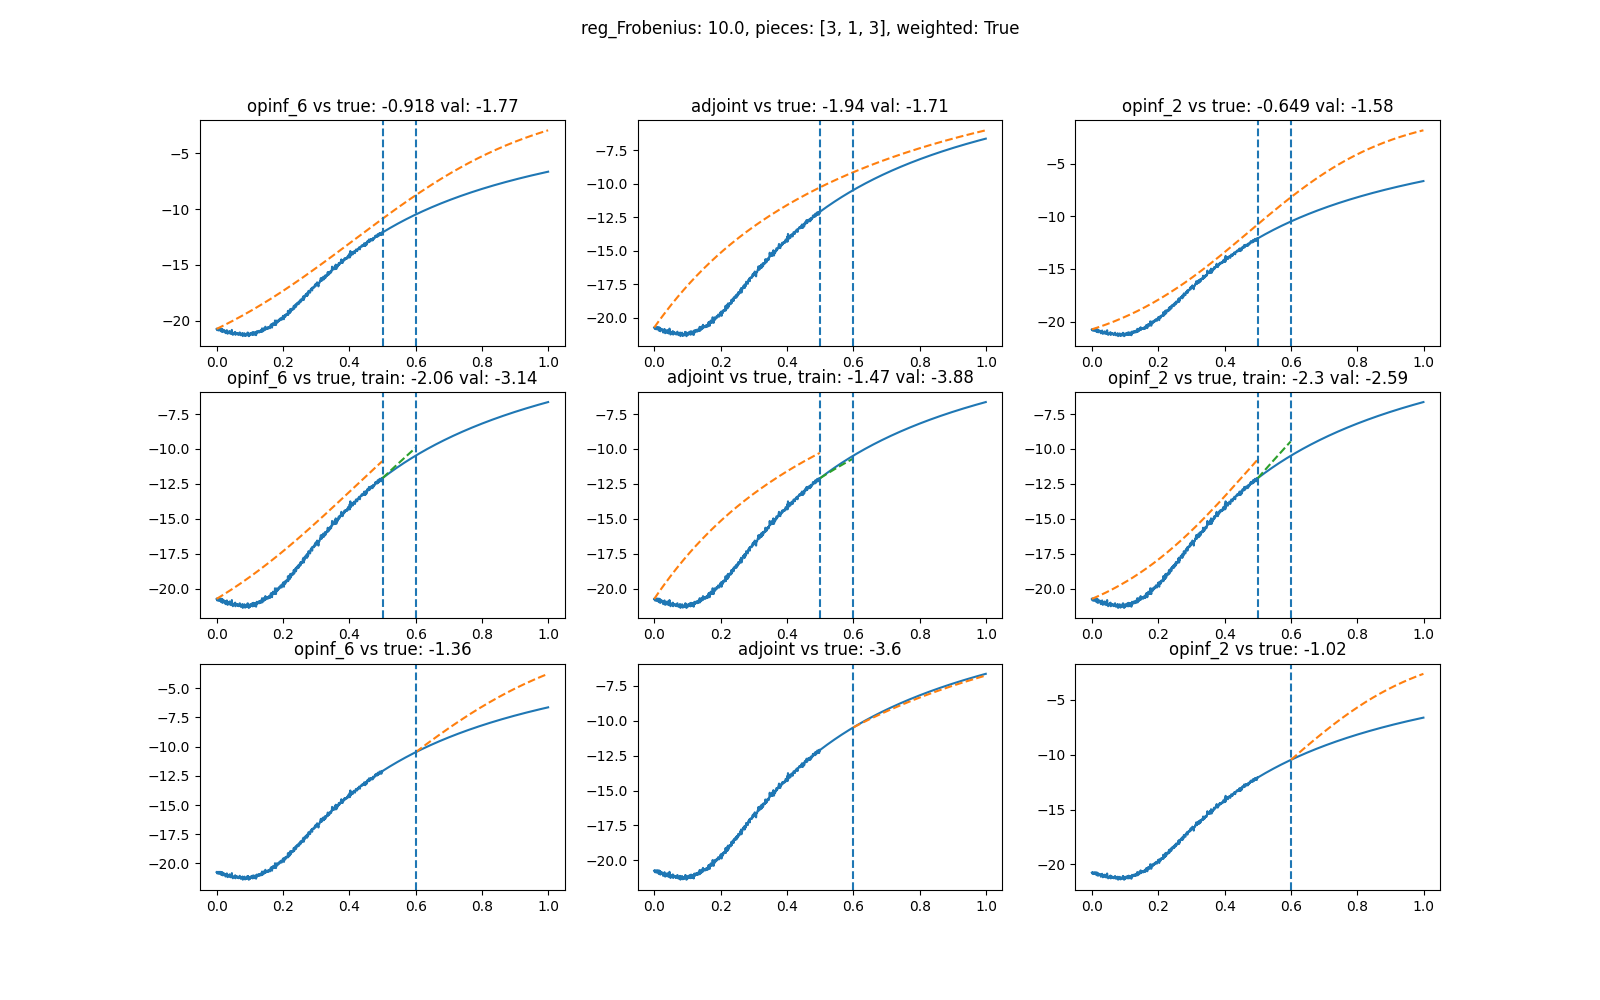 reg_Frobenius: 10.0, pieces: [3, 1, 3], weighted: True
opinf_6 vs true: -0.918 val: -1.77
−5
−10
−15
−20
0.0 0.2 0.4 0.6 0.8 1.0
adjoint vs true: -1.94 val: -1.71
−7.5
−10.0
−12.5
−15.0
−17.5
−20.0
0.0 0.2 0.4 0.6 0.8 1.0
opinf_2 vs true: -0.649 val: -1.58
−5
−10
−15
−20
0.0 0.2 0.4 0.6 0.8 1.0
opinf_6 vs true, train: -2.06 val: -3.14
−7.5
−10.0
−12.5
−15.0
−17.5
−20.0
0.0 0.2 0.4 0.6 0.8 1.0
adjoint vs true, train: -1.47 val: -3.88
−7.5
−10.0
−12.5
−15.0
−17.5
−20.0
0.0 0.2 0.4 0.6 0.8 1.0
opinf_2 vs true, train: -2.3 val: -2.59
−7.5
−10.0
−12.5
−15.0
−17.5
−20.0
0.0 0.2 0.4 0.6 0.8 1.0
opinf_6 vs true: -1.36
−5.0
−7.5
−10.0
−12.5
−15.0
−17.5
−20.0
0.0 0.2 0.4 0.6 0.8 1.0
adjoint vs true: -3.6
−7.5
−10.0
−12.5
−15.0
−17.5
−20.0
0.0 0.2 0.4 0.6 0.8 1.0
opinf_2 vs true: -1.02
−5
−10
−15
−20
0.0 0.2 0.4 0.6 0.8 1.0